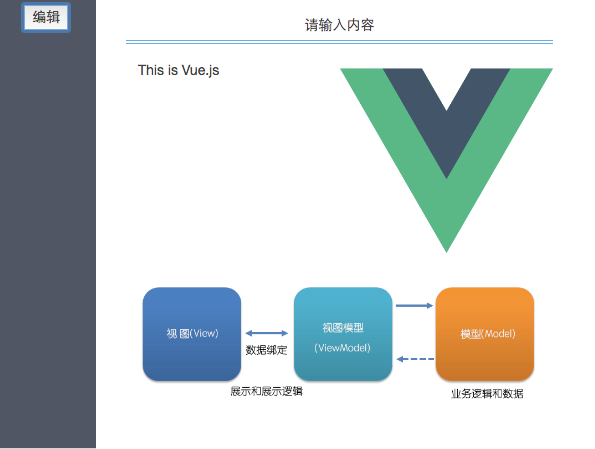 编辑
请输入内容
This is Vue.js
视 图(View)
数据绑定
视图模型
(ViewModel)
模型(Model)
展示和展示逻辑
业务逻辑和数据